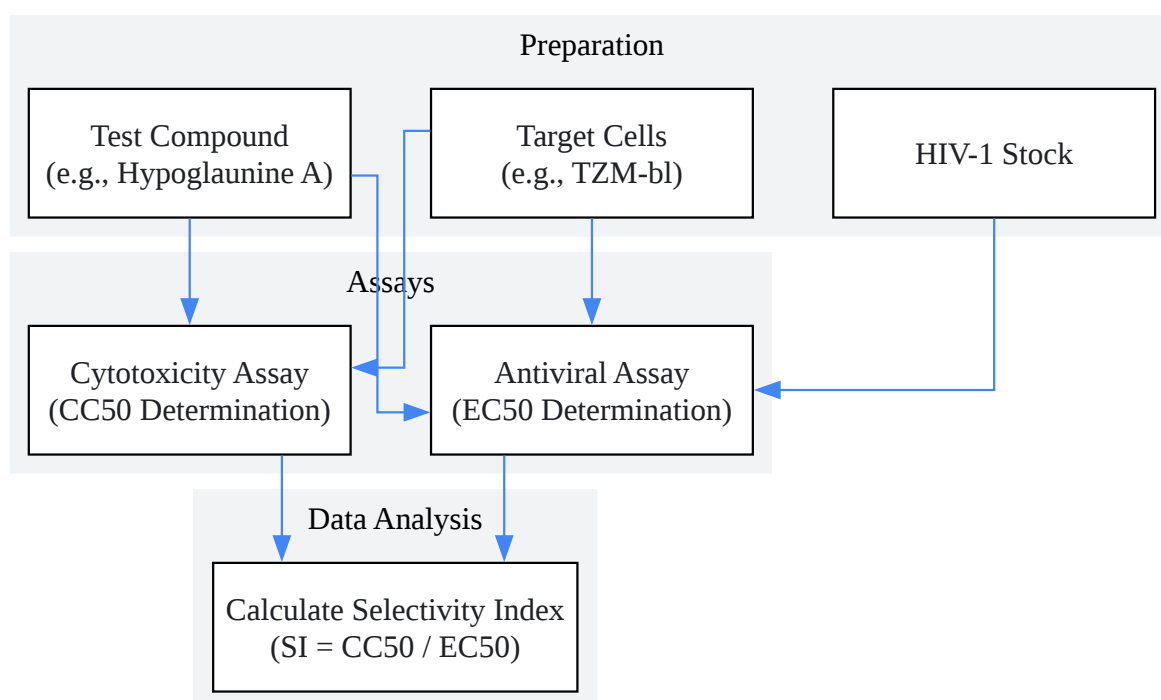 Preparation
Test Compound
(e.g., Hypoglaunine A)
Target Cells
(e.g., TZM-bl)
HIV-1 Stock
Assays
Cytotoxicity Assay
(CC50 Determination)
Antiviral Assay
(EC50 Determination)
Data Analysis
Calculate Selectivity Index
(SI = CC50 / EC50)